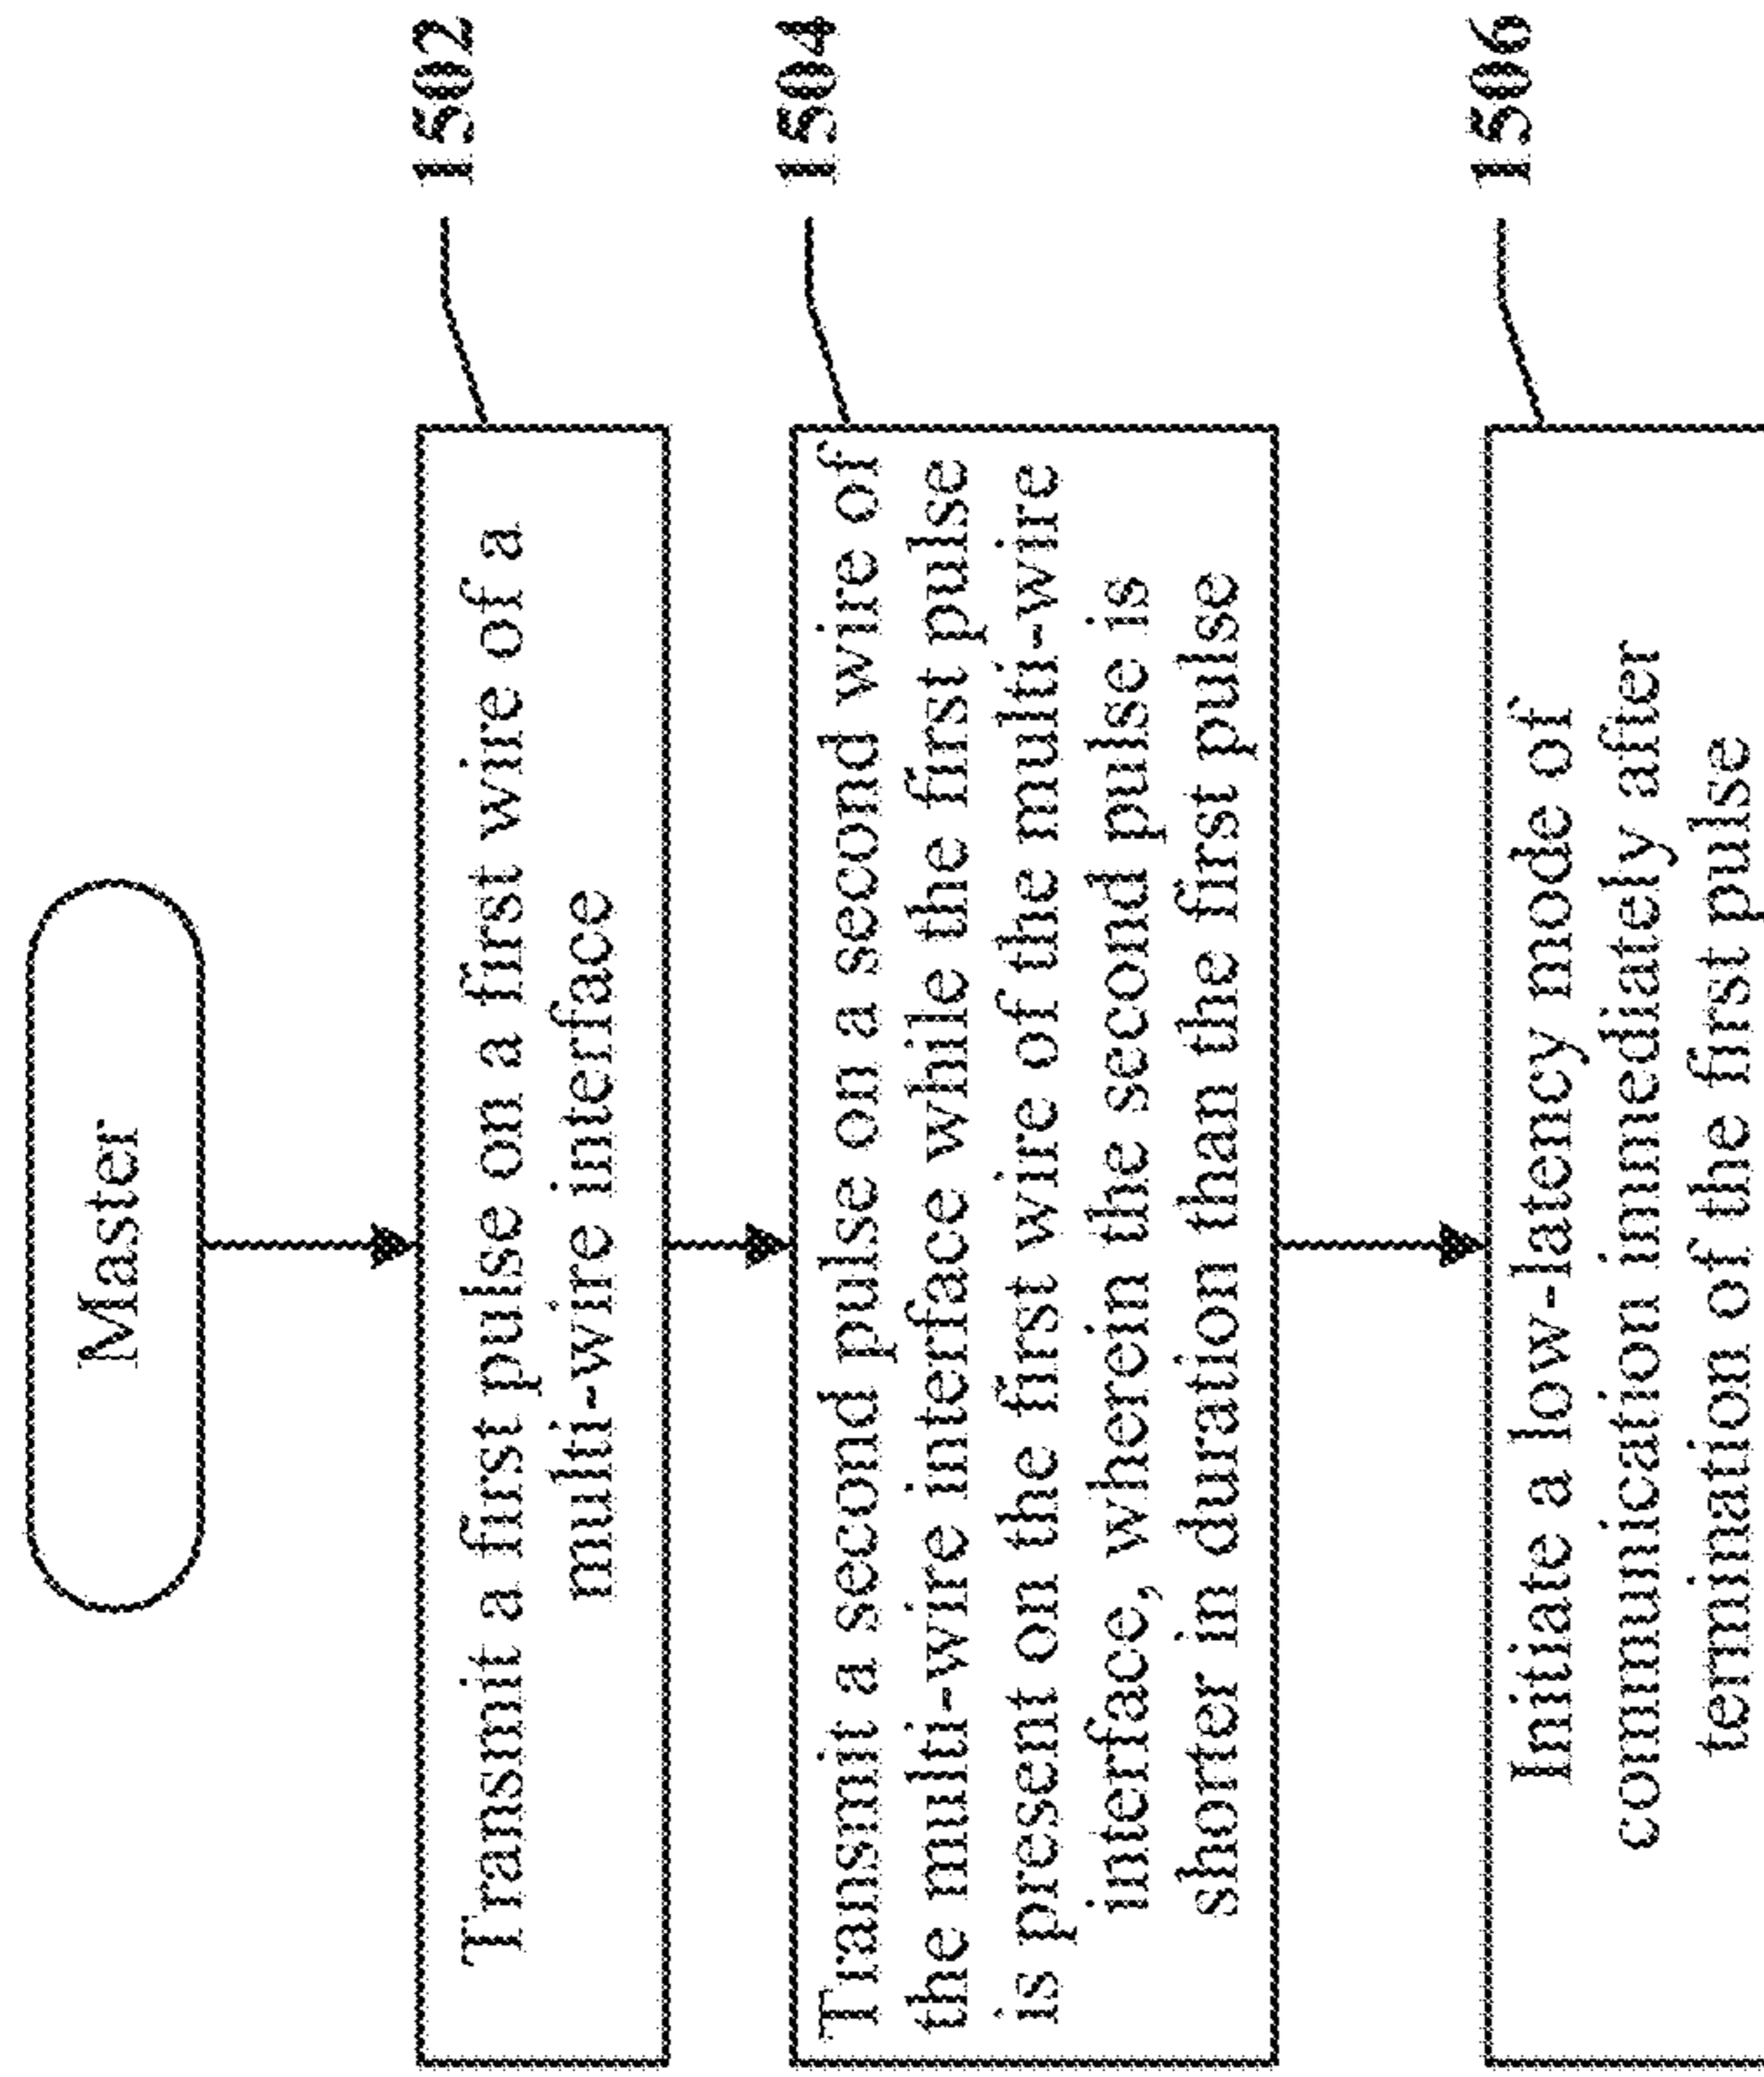 Master
1502
Transmit a first pulse on a first wire of a
multi-wire interface
1504
Transmit a second pulse on a second wire of
the multi-wire interface while the first pulse
is present on the first wire of the multi-wire
interface, wherein the second pulse is
shorter in duration than the first pulse
1506
Initiate a low-latency mode of
communication immediately after
termination of the first pulse